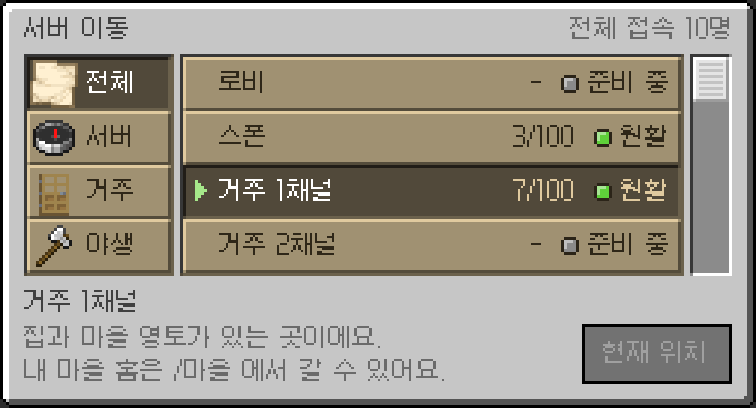 서버 이동
전체 접속 10명
전체
로비 - 준비 중
서버
스폰 3/100 원활
거주
거주 1채널 7/100 원활
야생
거주 2채널 - 준비 중
거주 1채널
집과 마을 영토가 있는 곳이에요.
내 마을 홈은 /마을 에서 갈 수 있어요.
현재 위치